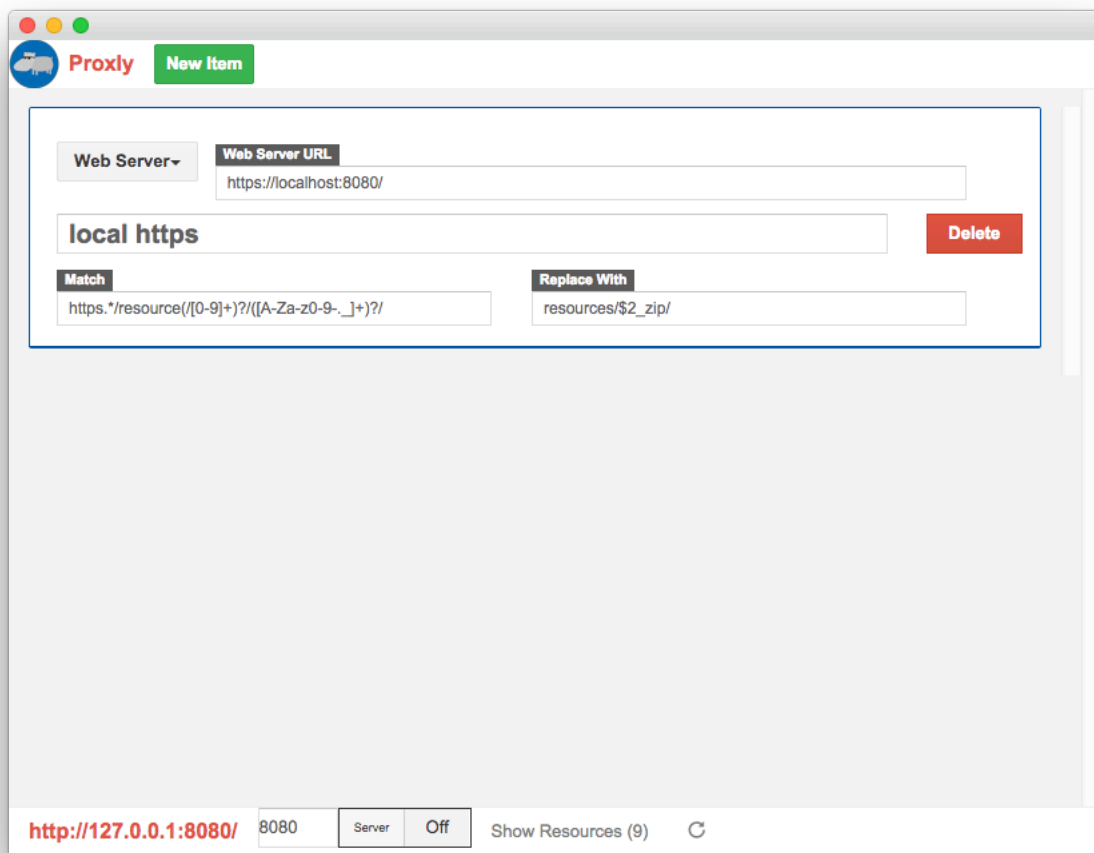 Proxly New Item
Web Server
Web Server URL
https://localhost:8080/
local https
Delete
Match
https.*/resource(/[0-9]+)?/([A-Za-z0-9-._]+)?/
Replace With
resources/$2_zip/
http://127.0.0.1:8080/ 8080 Server Off Show Resources (9)